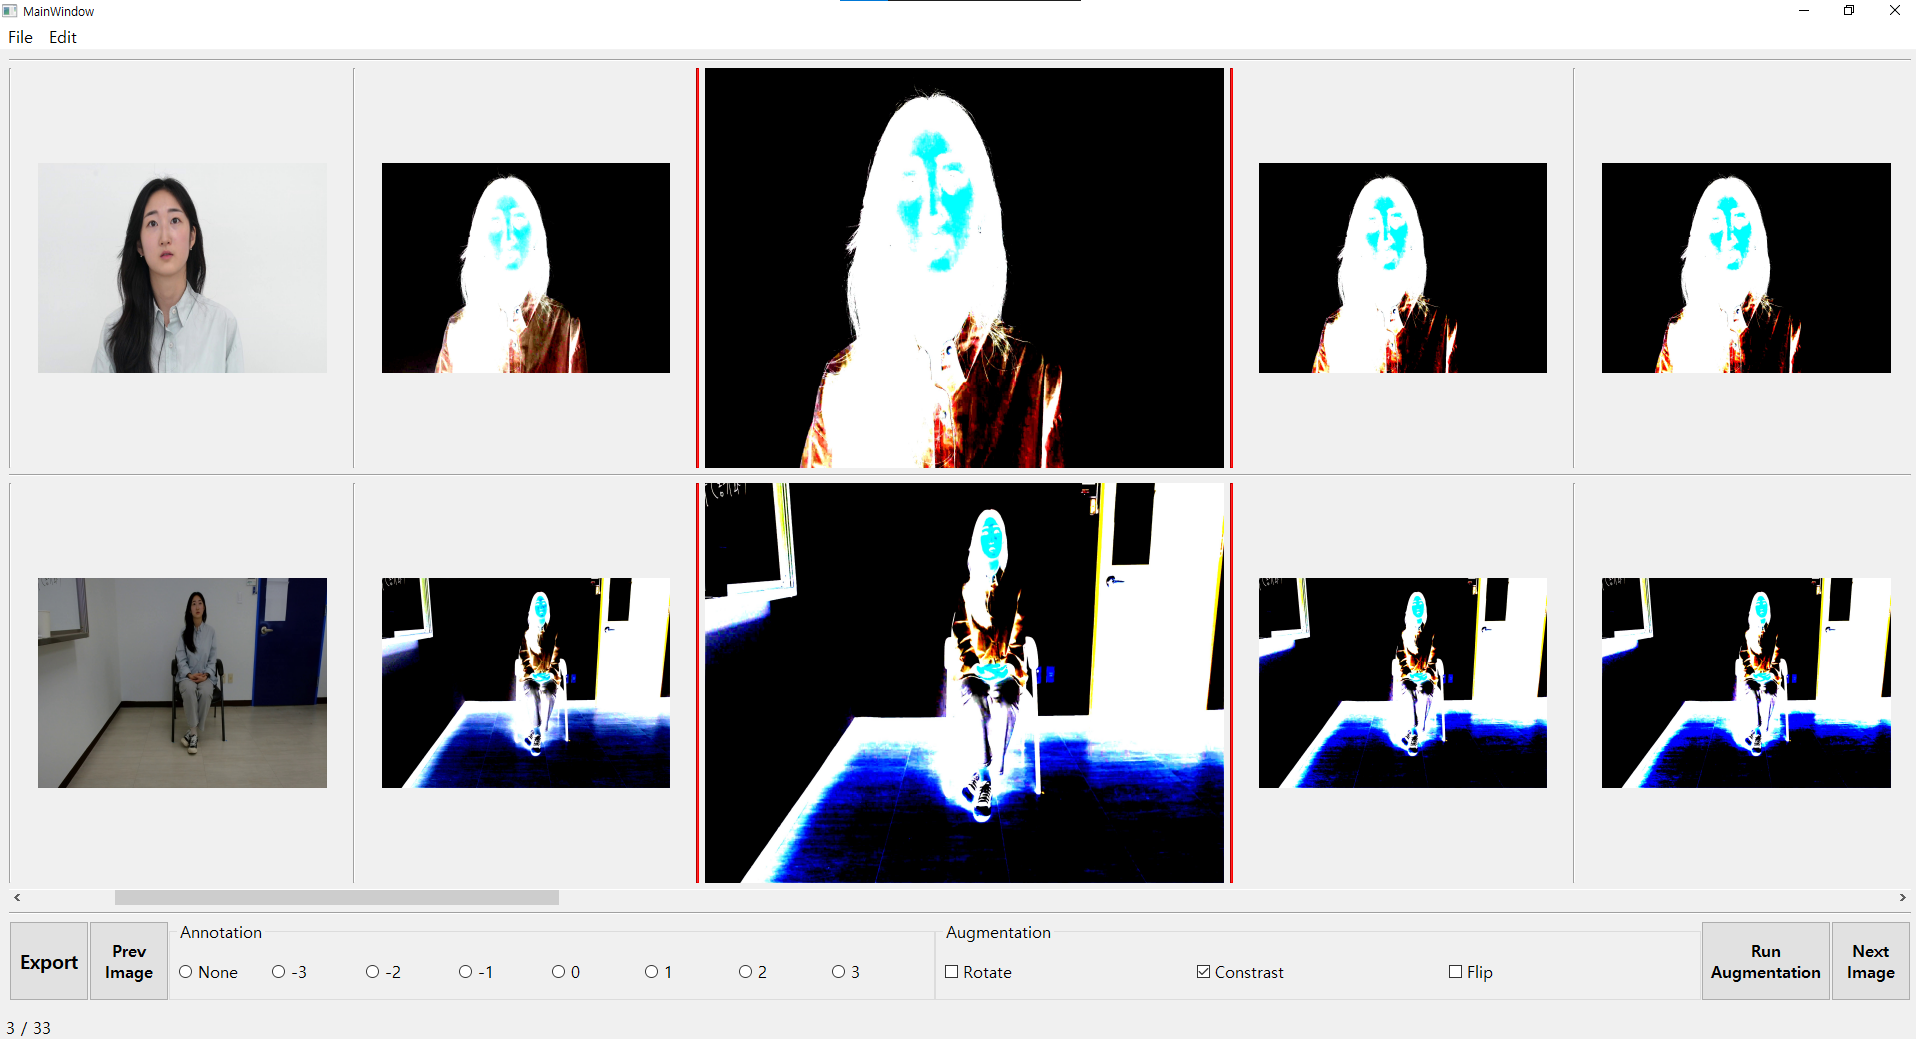 MainWindow
File Edit
Export
Prev
Image
Annotation
None -3 -2 -1 0 1 2 3
Augmentation
Rotate Constrast Flip
Run
Augmentation
Next
Image
3 / 33